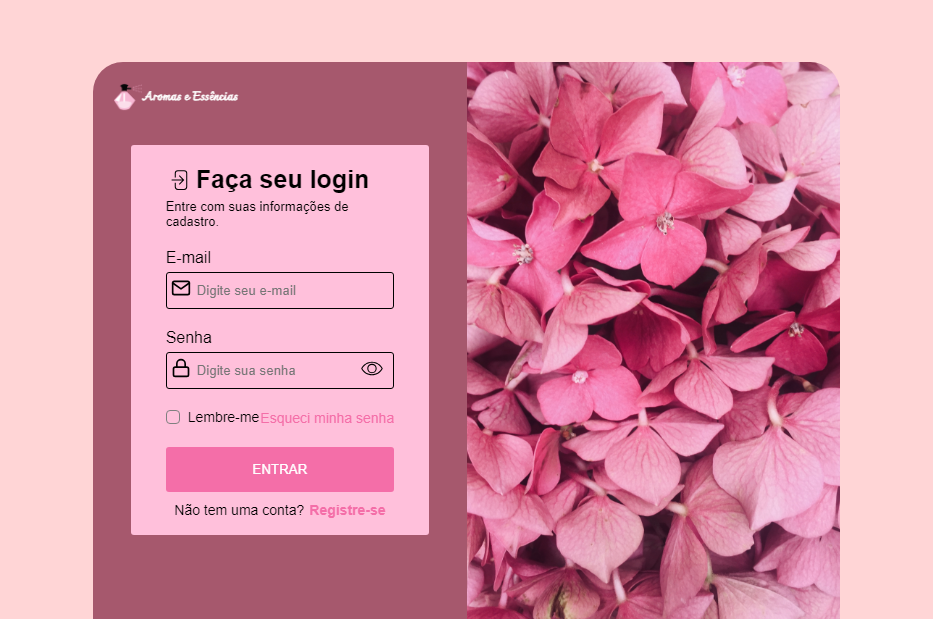 Aromas e Essências
Faça seu login
Entre com suas informações de
cadastro.
E-mail
Digite seu e-mail
Senha
Digite sua senha
Lembre-me Esqueci minha senha
ENTRAR
Não tem uma conta? Registre-se